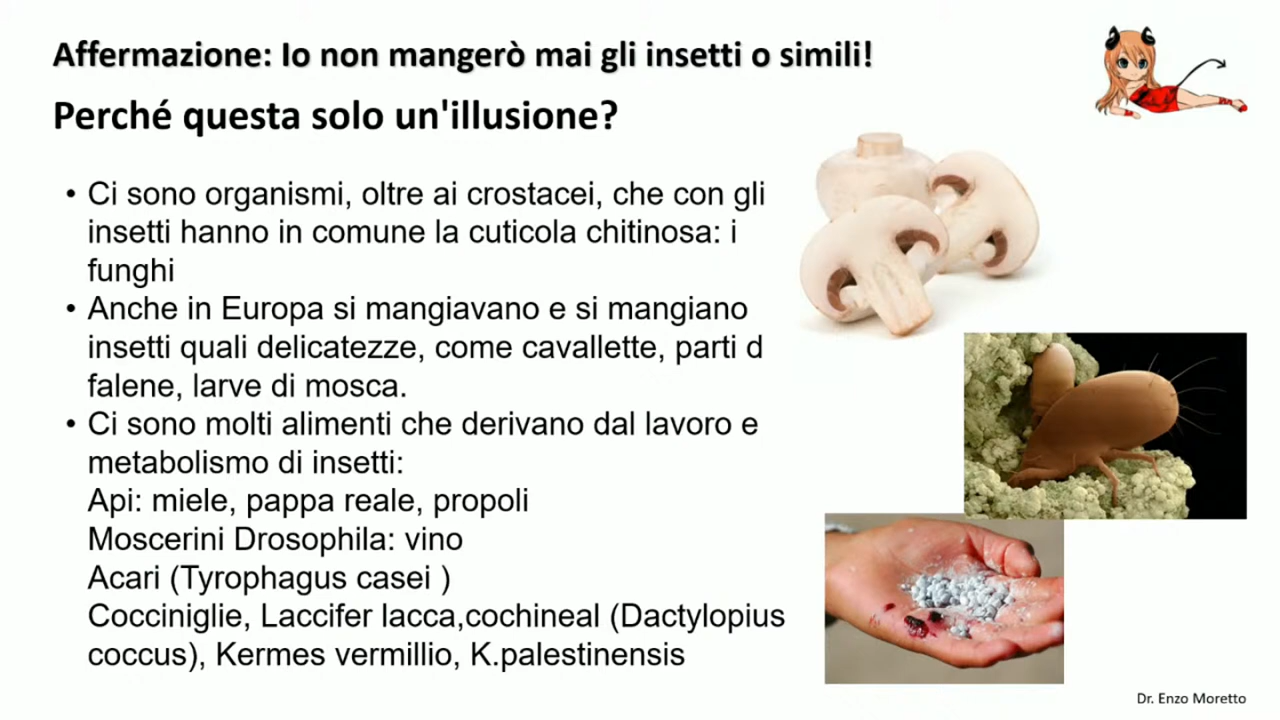 Affermazione: Io non mangerò mai gli insetti o simili!
Perché questa solo un'illusione?
• Ci sono organismi, oltre ai crostacei, che con gli
insetti hanno in comune la cuticola chitinosa: i
funghi
• Anche in Europa si mangiavano e si mangiano
insetti quali delicatezze, come cavallette, parti d
falene, larve di mosca.
• Ci sono molti alimenti che derivano dal lavoro e
metabolismo di insetti:
Api: miele, pappa reale, propoli
Moscerini Drosophila: vino
Acari (Tyrophagus casei )
Cocciniglie, Laccifer lacca,cochineal (Dactylopius
coccus), Kermes vermillio, K.palestinensis
Dr. Enzo Moretto